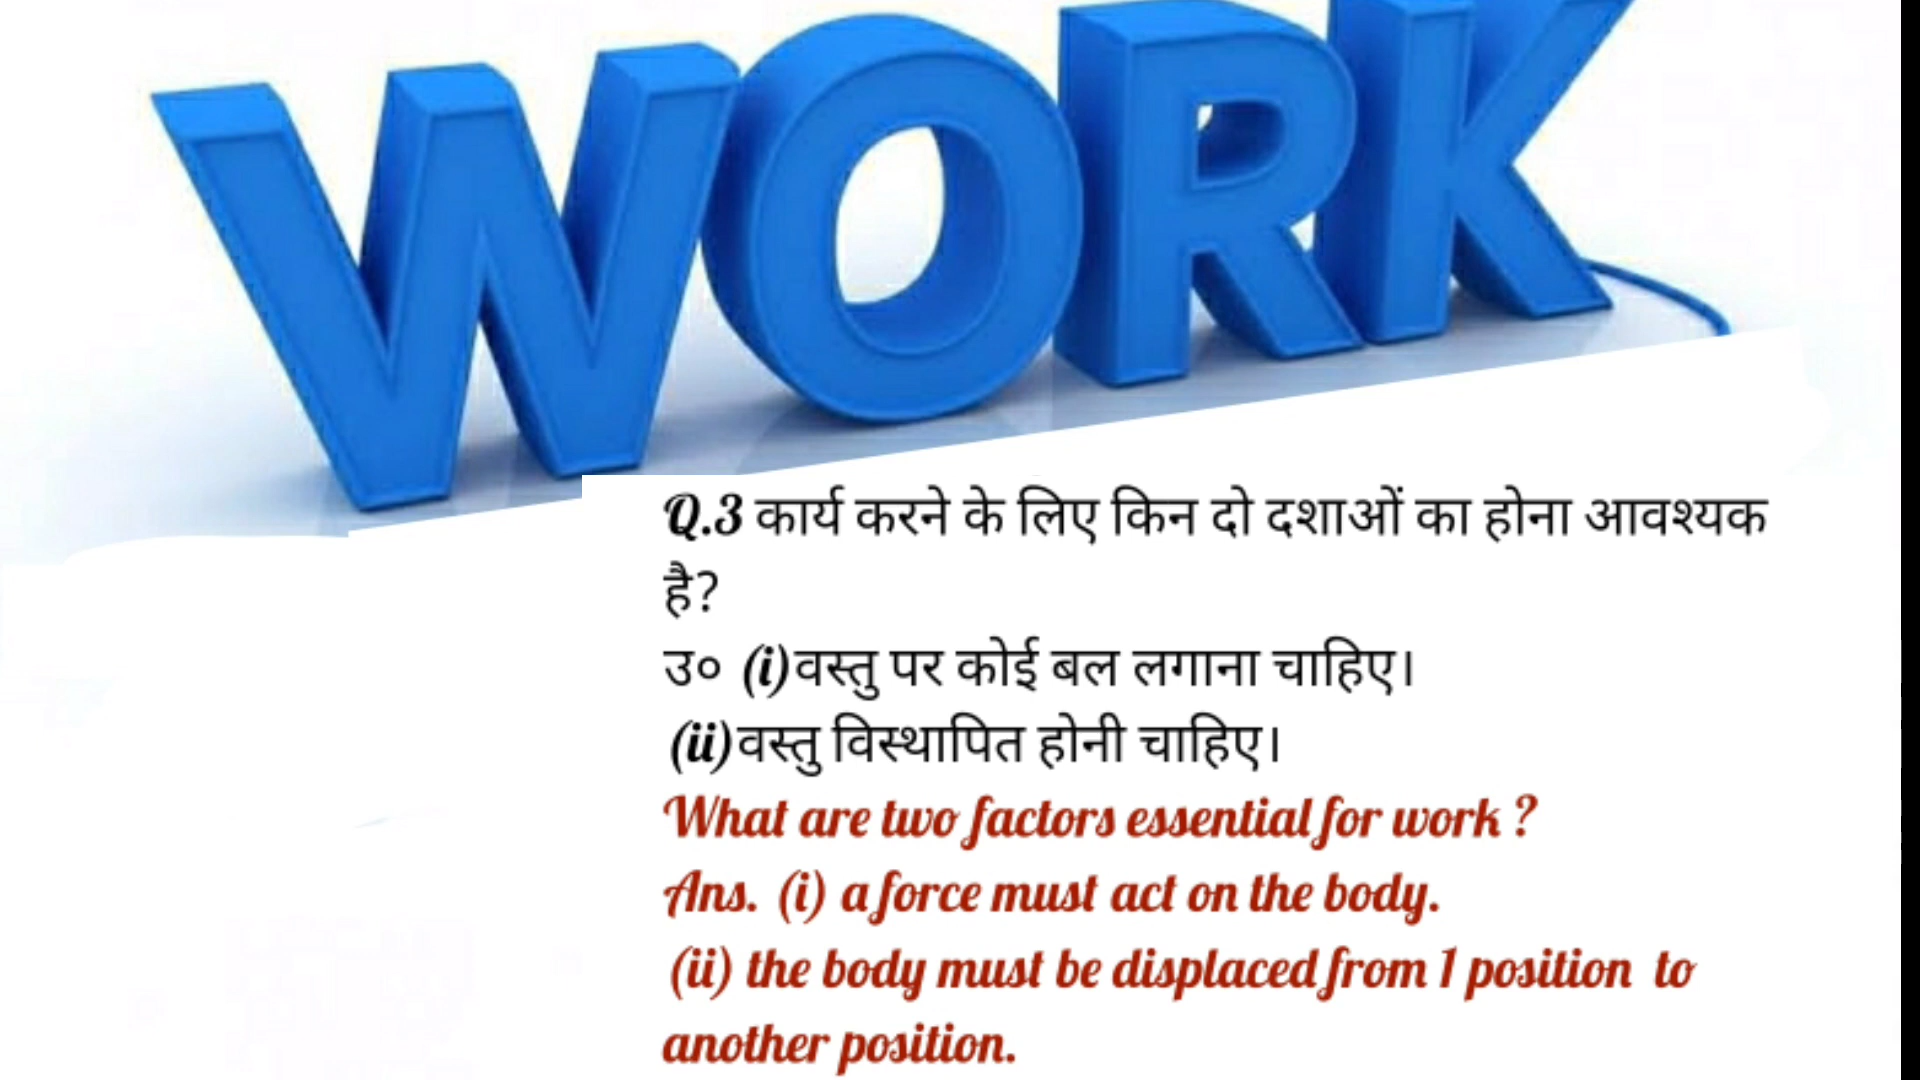 WORK
Q.3 कार्य करने के लिए किन दो दशाओं का होना आवश्यक
है?
उ० (i)वस्तु पर कोई बल लगाना चाहिए।
(ii)वस्तु विस्थापित होनी चाहिए।
What are two factors essential for work ?
Ans. (i) a force must act on the body.
(ii) the body must be displaced from 1 position to
another position.